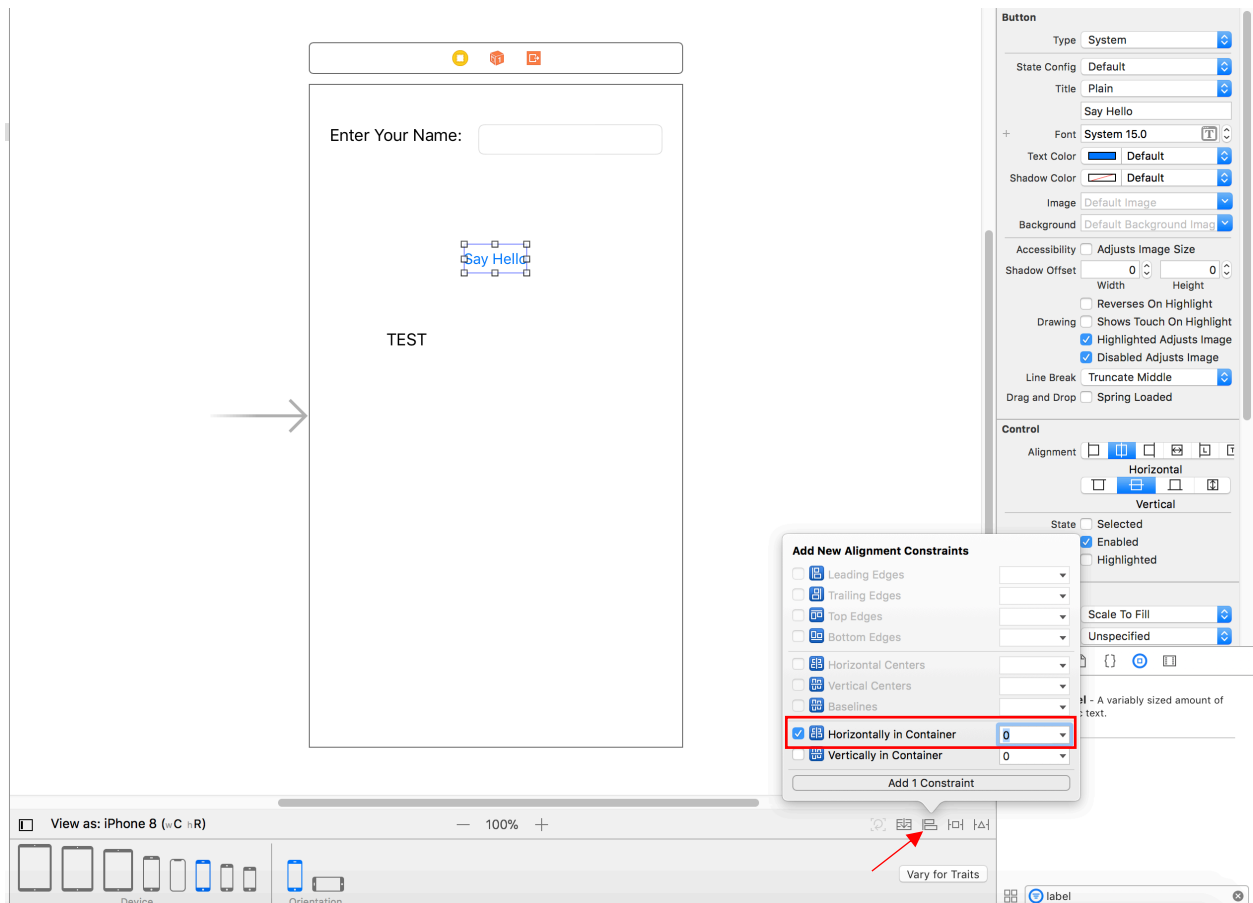 Button
Type System
State Config Default
Title Plain
Say Hello
+ Font System 15.0 T
Text Color Default
Shadow Color Default
Image Default Image
Background Default Background Imag
Accessibility Adjusts Image Size
Shadow Offset 0 0
Width Height
Reverses On Highlight
Drawing Shows Touch On Highlight
Highlighted Adjusts Image
Disabled Adjusts Image
Line Break Truncate Middle
Drag and Drop Spring Loaded
Control
Alignment
Horizontal
Vertical
State Selected
Enabled
Highlighted
Scale To Fill
Unspecified
{}
el - A variably sized amount of
c text.
label
Enter Your Name:
Say Hello
TEST
Add New Alignment Constraints
Leading Edges
Trailing Edges
Top Edges
Bottom Edges
Horizontal Centers
Vertical Centers
Baselines
Horizontally in Container 0
Vertically in Container 0
Add 1 Constraint
View as: iPhone 8 (wC hR)
— 100% +
Vary for Traits
Device Orientation